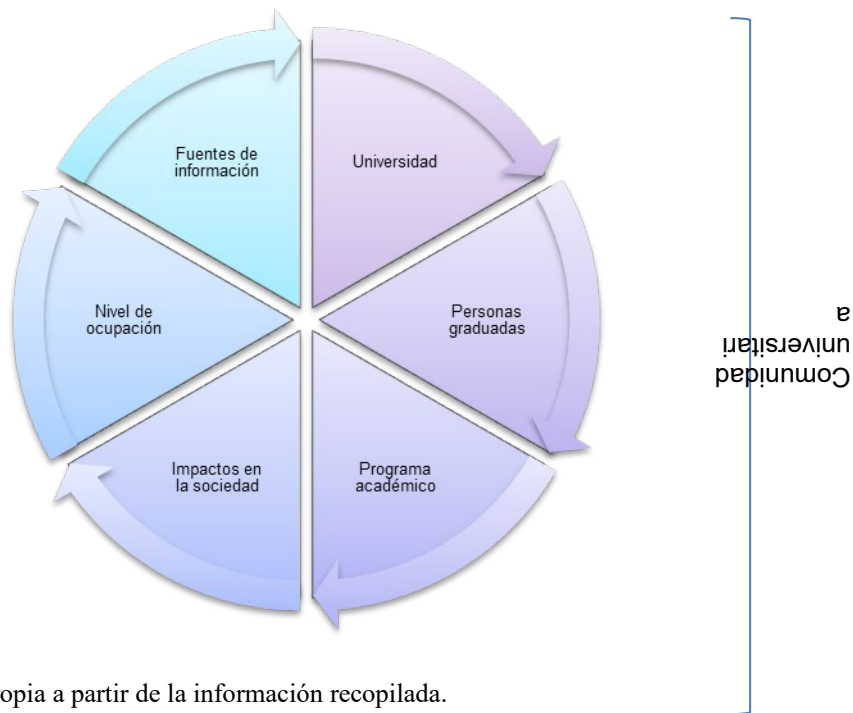 Fuentes de
información
Universidad
Personas
graduadas
Programa
académico
Impactos en
la sociedad
Nivel de
ocupación
Comunidad
universitari
a
opia a partir de la información recopilada.